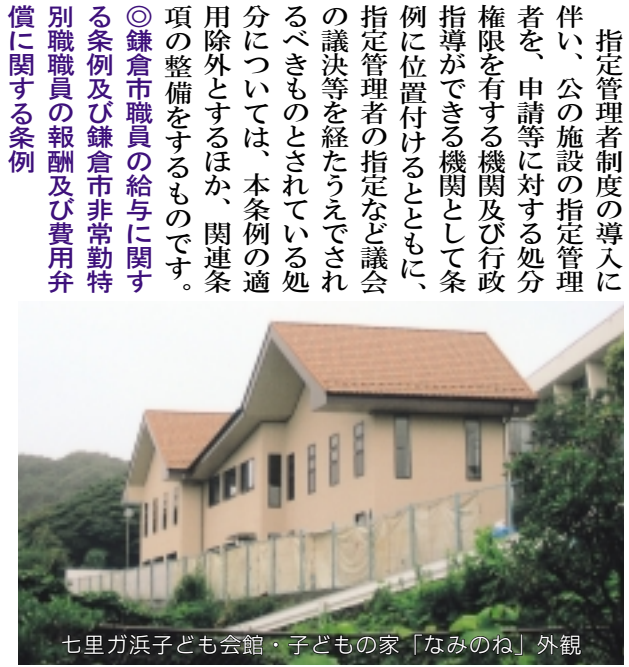 指定管理者制度の導入に
伴い、公の施設の指定管理
者を、申請等に対する処分
権限を有する機関及び行政
指導ができる機関として条
例に位置付けるとともに、
指定管理者の指定など議会
の議決等を経たうえでされ
るべきものとされている処
分については、本条例の適
用除外とするほか、関連条
項の整備をするものです。
◎鎌倉市職員の給与に関す
る条例及び鎌倉市非常勤特
別職職員の報酬及び費用弁
償に関する条例
七里ガ浜子ども会館・子どもの家「なみのね」外観